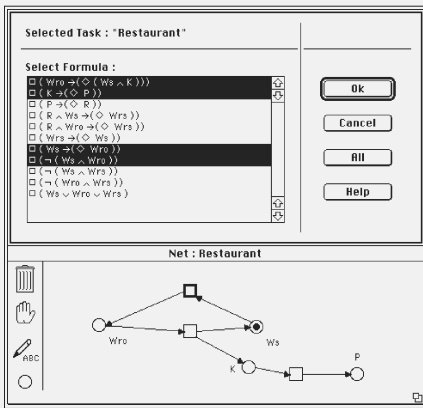 Selected Task : "Restaurant"
Select Formula :
□ ( Wro →(◇ ( Ws ∧ K )))
□ ( K →(◇ P ))
□ ( P →(◇ R ))
□ ( R ∧ Ws →(◇ Wrs ))
□ ( R ∧ Wro →(◇ Wrs ))
□ ( Wrs →(◇ Ws ))
□ ( Ws →(◇ Wro ))
□ (¬ ( Ws ∧ Wro ))
□ (¬ ( Ws ∧ Wrs ))
□ (¬ ( Wro ∧ Wrs ))
□ ( Ws ∨ Wro ∨ Wrs )
Ok
Cancel
All
Help
Net : Restaurant
ABC
Wro
Ws
K
P